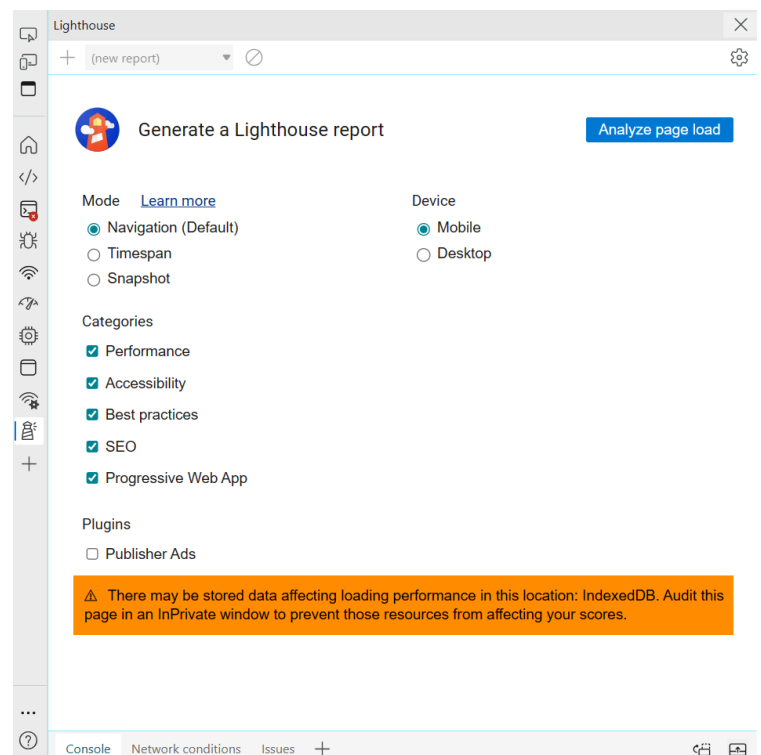 Lighthouse
(new report)
Generate a Lighthouse report
Analyze page load
Mode Learn more
Device
Navigation (Default)
Mobile
Timespan
Desktop
Snapshot
Categories
Performance
Accessibility
Best practices
SEO
Progressive Web App
Plugins
Publisher Ads
There may be stored data affecting loading performance in this location: IndexedDB. Audit this
page in an InPrivate window to prevent those resources from affecting your scores.
Console Network conditions Issues